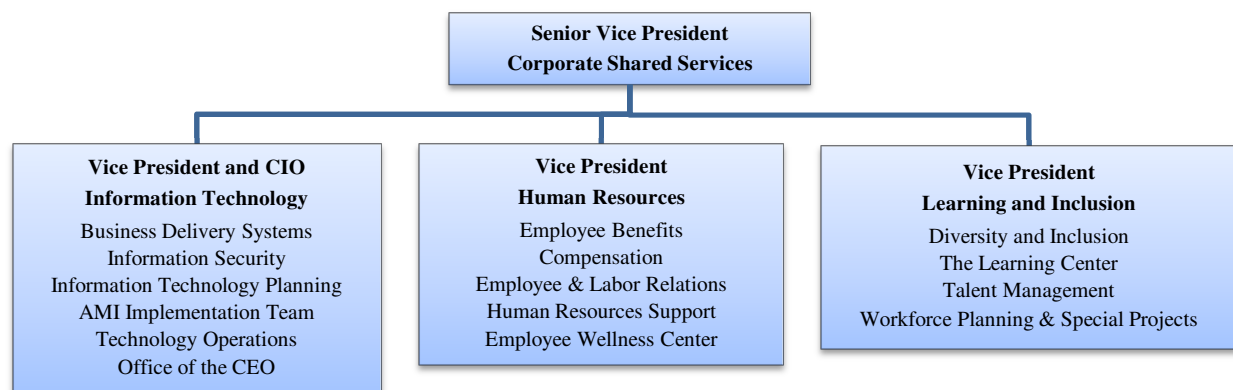 Senior Vice President
Corporate Shared Services
Vice President and CIO
Information Technology
Business Delivery Systems
Information Security
Information Technology Planning
AMI Implementation Team
Technology Operations
Office of the CEO
Vice President
Human Resources
Employee Benefits
Compensation
Employee & Labor Relations
Human Resources Support
Employee Wellness Center
Vice President
Learning and Inclusion
Diversity and Inclusion
The Learning Center
Talent Management
Workforce Planning & Special Projects